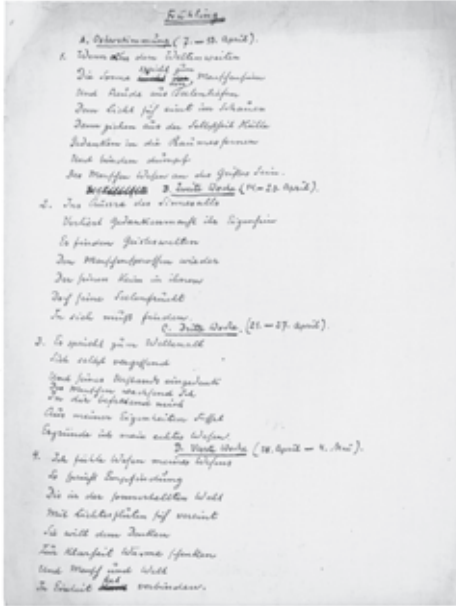 Frühling
A. Osterstimmung (7. – 13. April).
1. Wenn aus den Weltenweiten
Die Sonne spricht zum Menschensinn
Und Freude aus Seelentiefen
Dem Licht sich eint im Schauen
Dann ziehen aus der Selbstheit Hülle
Gedanken in die Raumesfernen
Und binden dumpf
Des Menschen Wesen an des Geistes Sein.
B. Zweite Woche (14. – 20. April).
2. Ins Äussre des Sinnesalls
Verliert Gedankenmacht ihr Eigensein
Es finden Geisteswelten
Den Menschensprossen wieder
Der seinen Keim in ihnen
Doch seine Seelenfrucht
In sich muß finden.
C. Dritte Woche. (21. – 27. April).
3. Es spricht zum Weltenall
Sich selbst vergessend
Und seines Urstands eingedenk
Des Menschen wachsend Ich
In dir befreiend mich
Aus meiner Eigenheiten Fessel
Ergründe ich mein echtes Wesen.
D. Vierte Woche (28. April – 4. Mai).
4. Ich fühle Wesen meines Wesens
So spricht Empfindung
Die in der sonnerhellten Welt
Mit Lichtesfluten sich vereint
Sie will dem Denken
Zur Klarheit Wärme schenken
Und Mensch und Welt
In Einheit fest verbinden.